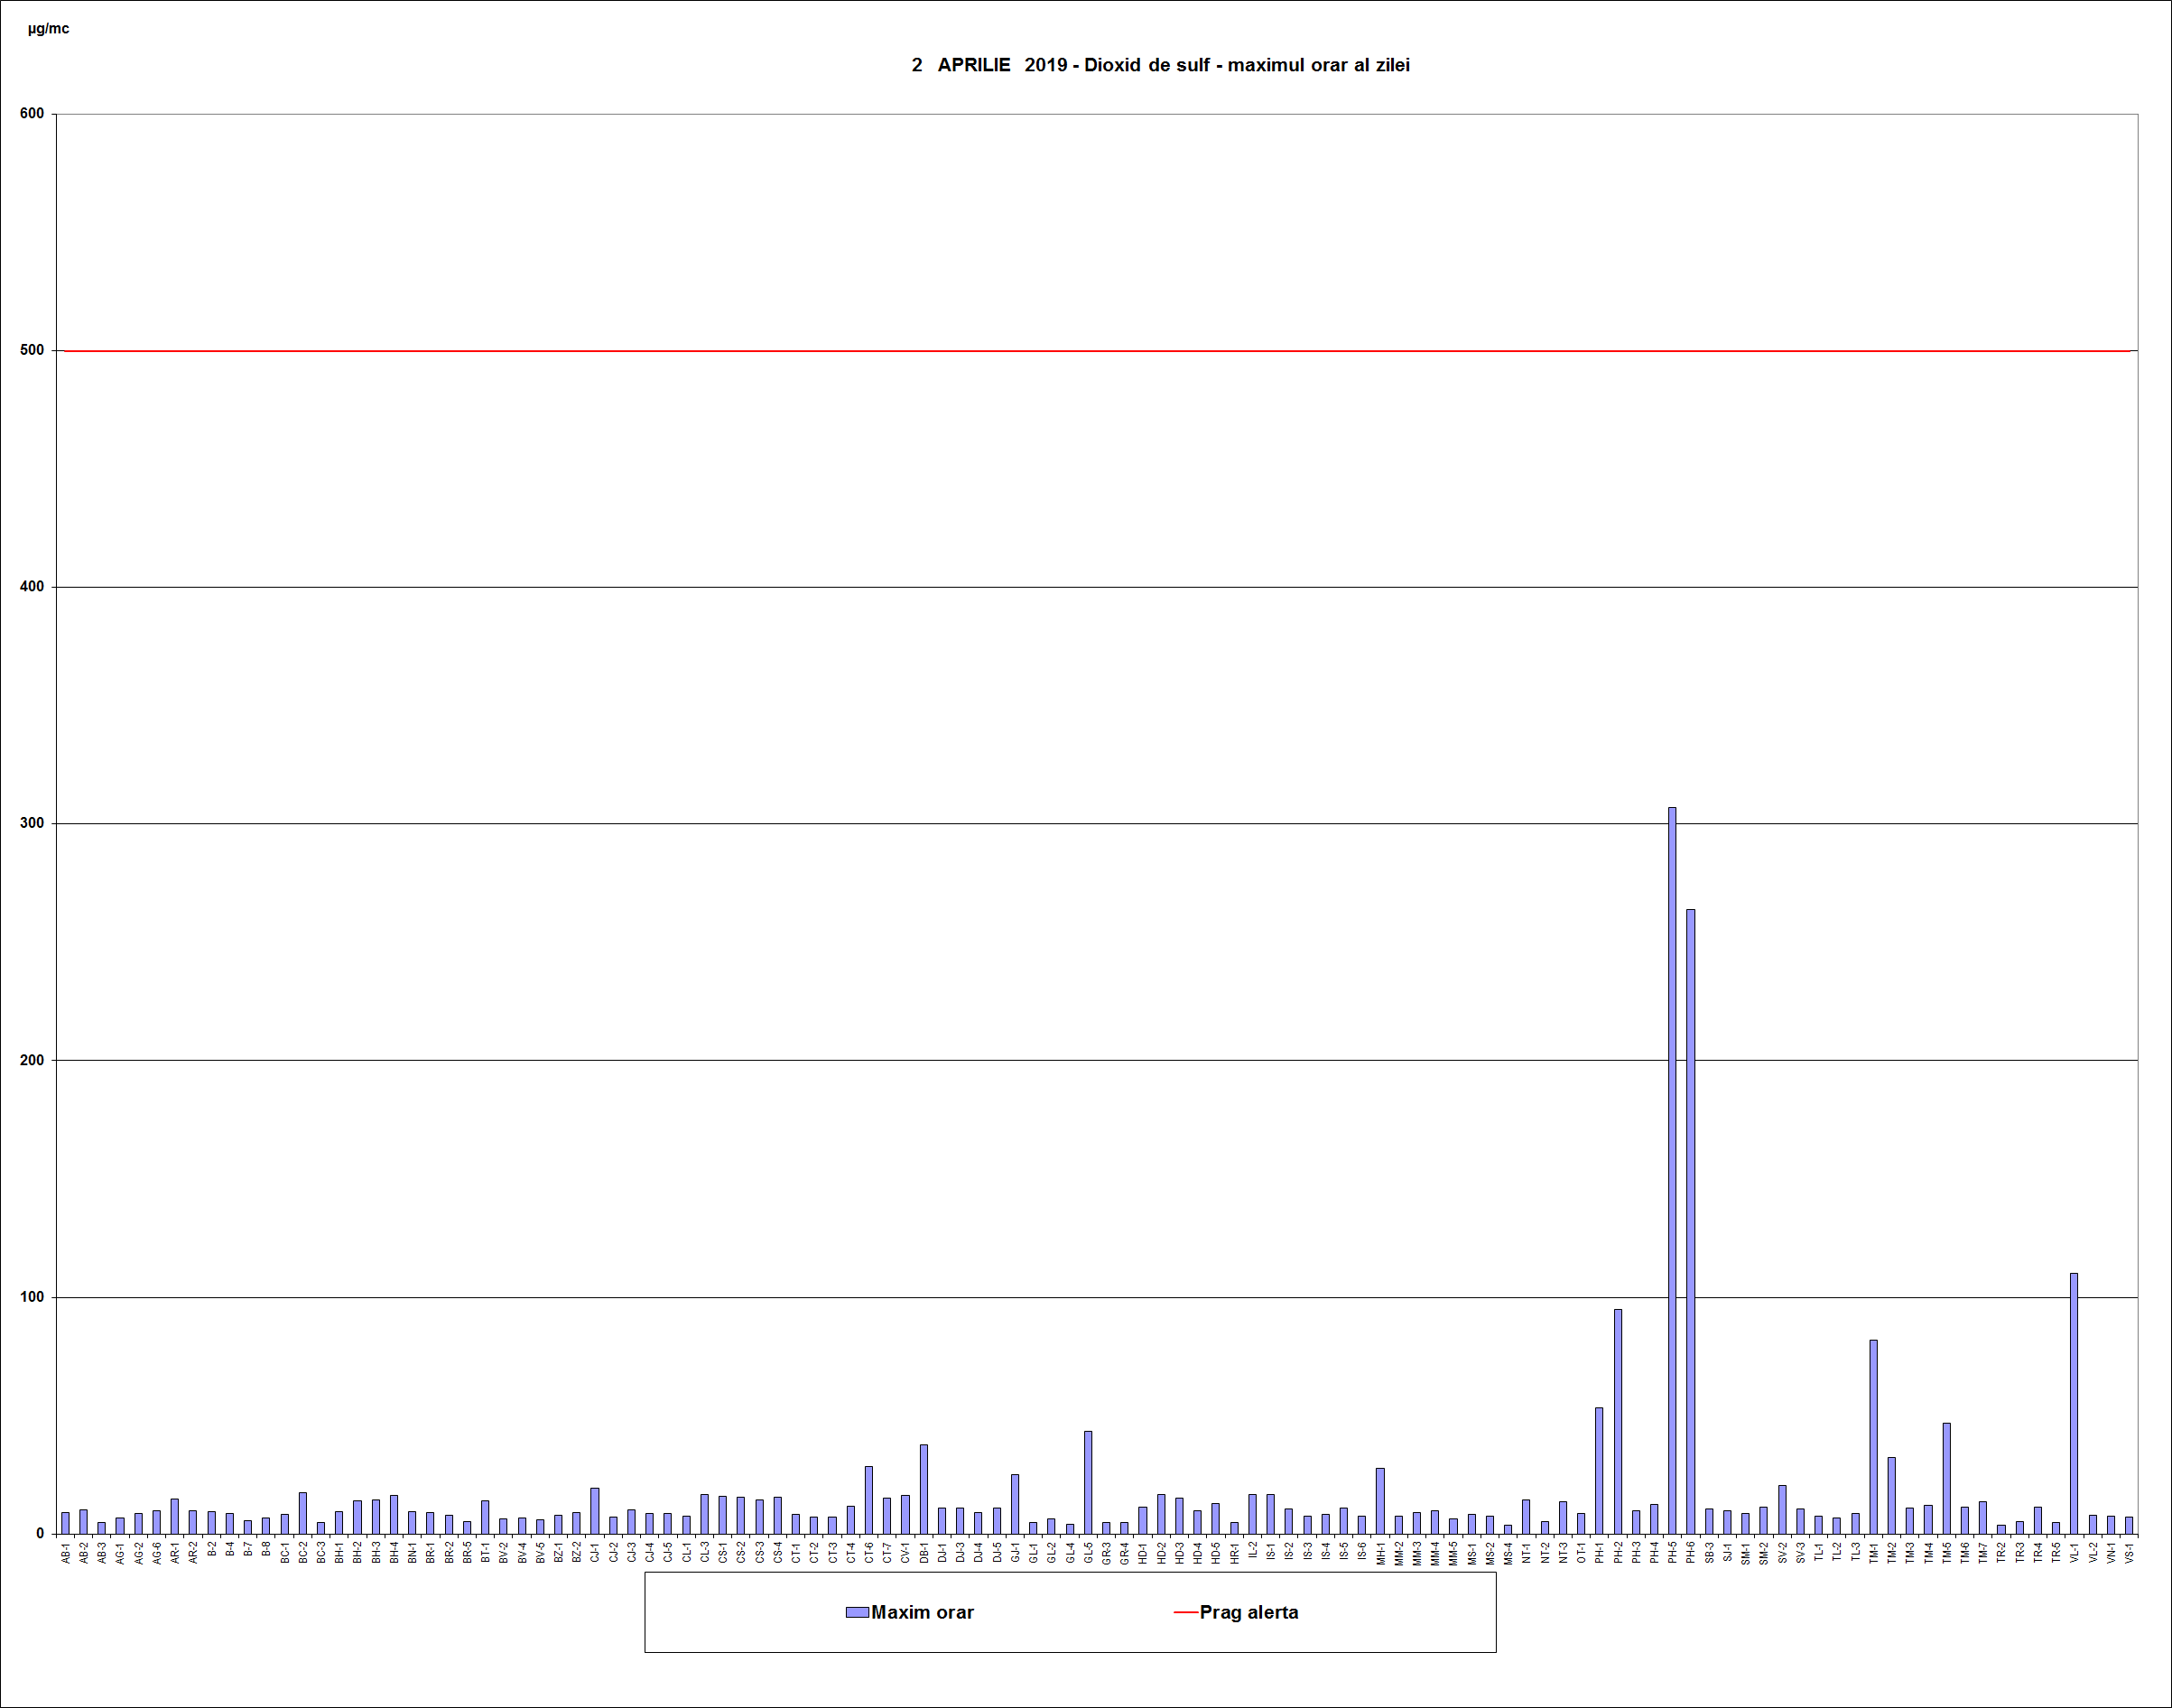 µg/mc
2 APRILIE 2019 - Dioxid de sulf - maximul orar al zilei
600
500
400
300
200
100
0
AB-1 AB-2 AB-3 AG-1 AG-2 AG-6 AR-1 AR-2 B-2 B-4 B-7 B-8 BC-1 BC-2 BC-3 BH-1 BH-2 BH-3 BH-4 BN-1 BR-1 BR-2 BR-5 BT-1 BV-2 BV-4 BV-5 BZ-1 BZ-2 CJ-1 CJ-2 CJ-3 CJ-4 CJ-5 CL-1 CL-3 CS-1 CS-2 CS-3 CS-4 CT-1 CT-2 CT-3 CT-4 CT-6 CT-7 CV-1 DB-1 DJ-1 DJ-3 DJ-4 DJ-5 GJ-1 GL-1 GL-2 GL-4 GL-5 GR-3 GR-4 HD-1 HD-2 HD-3 HD-4 HD-5 HR-1 IL-2 IS-1 IS-2 IS-3 IS-4 IS-5 IS-6 MH-1 MM-2 MM-3 MM-4 MM-5 MS-1 MS-2 MS-4 NT-1 NT-2 NT-3 OT-1 PH-1 PH-2 PH-3 PH-4 PH-5 PH-6 SB-3 SJ-1 SM-1 SM-2 SV-2 SV-3 TL-1 TL-2 TL-3 TM-1 TM-2 TM-3 TM-4 TM-5 TM-6 TM-7 TR-2 TR-3 TR-4 TR-5 VL-1 VL-2 VN-1 VS-1
Maxim orar Prag alerta